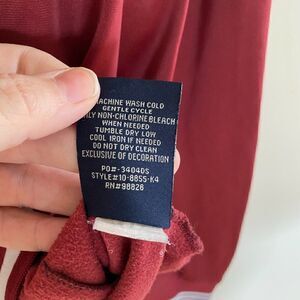 MACHINE WASH COLD
GENTLE CYCLE
ONLY NON-CHLORINE BLEACH
WHEN NEEDED
TUMBLE DRY LOW
COOL IRON IF NEEDED
DO NOT DRY CLEAN
EXCLUSIVE OF DECORATION
PO#-34040S
STYLE#10-8855-K4
RN#98828